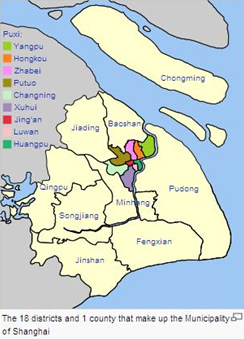 Puxi:
Yangpu
Hongkou
Zhabei
Putuo
Changning
Xuhui
Jing'an
Luwan
Huangpu
Chongming
Jiading
Baoshan
Qingpu
Pudong
Songjiang
Minhang
Fengxian
Jinshan
The 18 districts and 1 county that make up the Municipality
of Shanghai